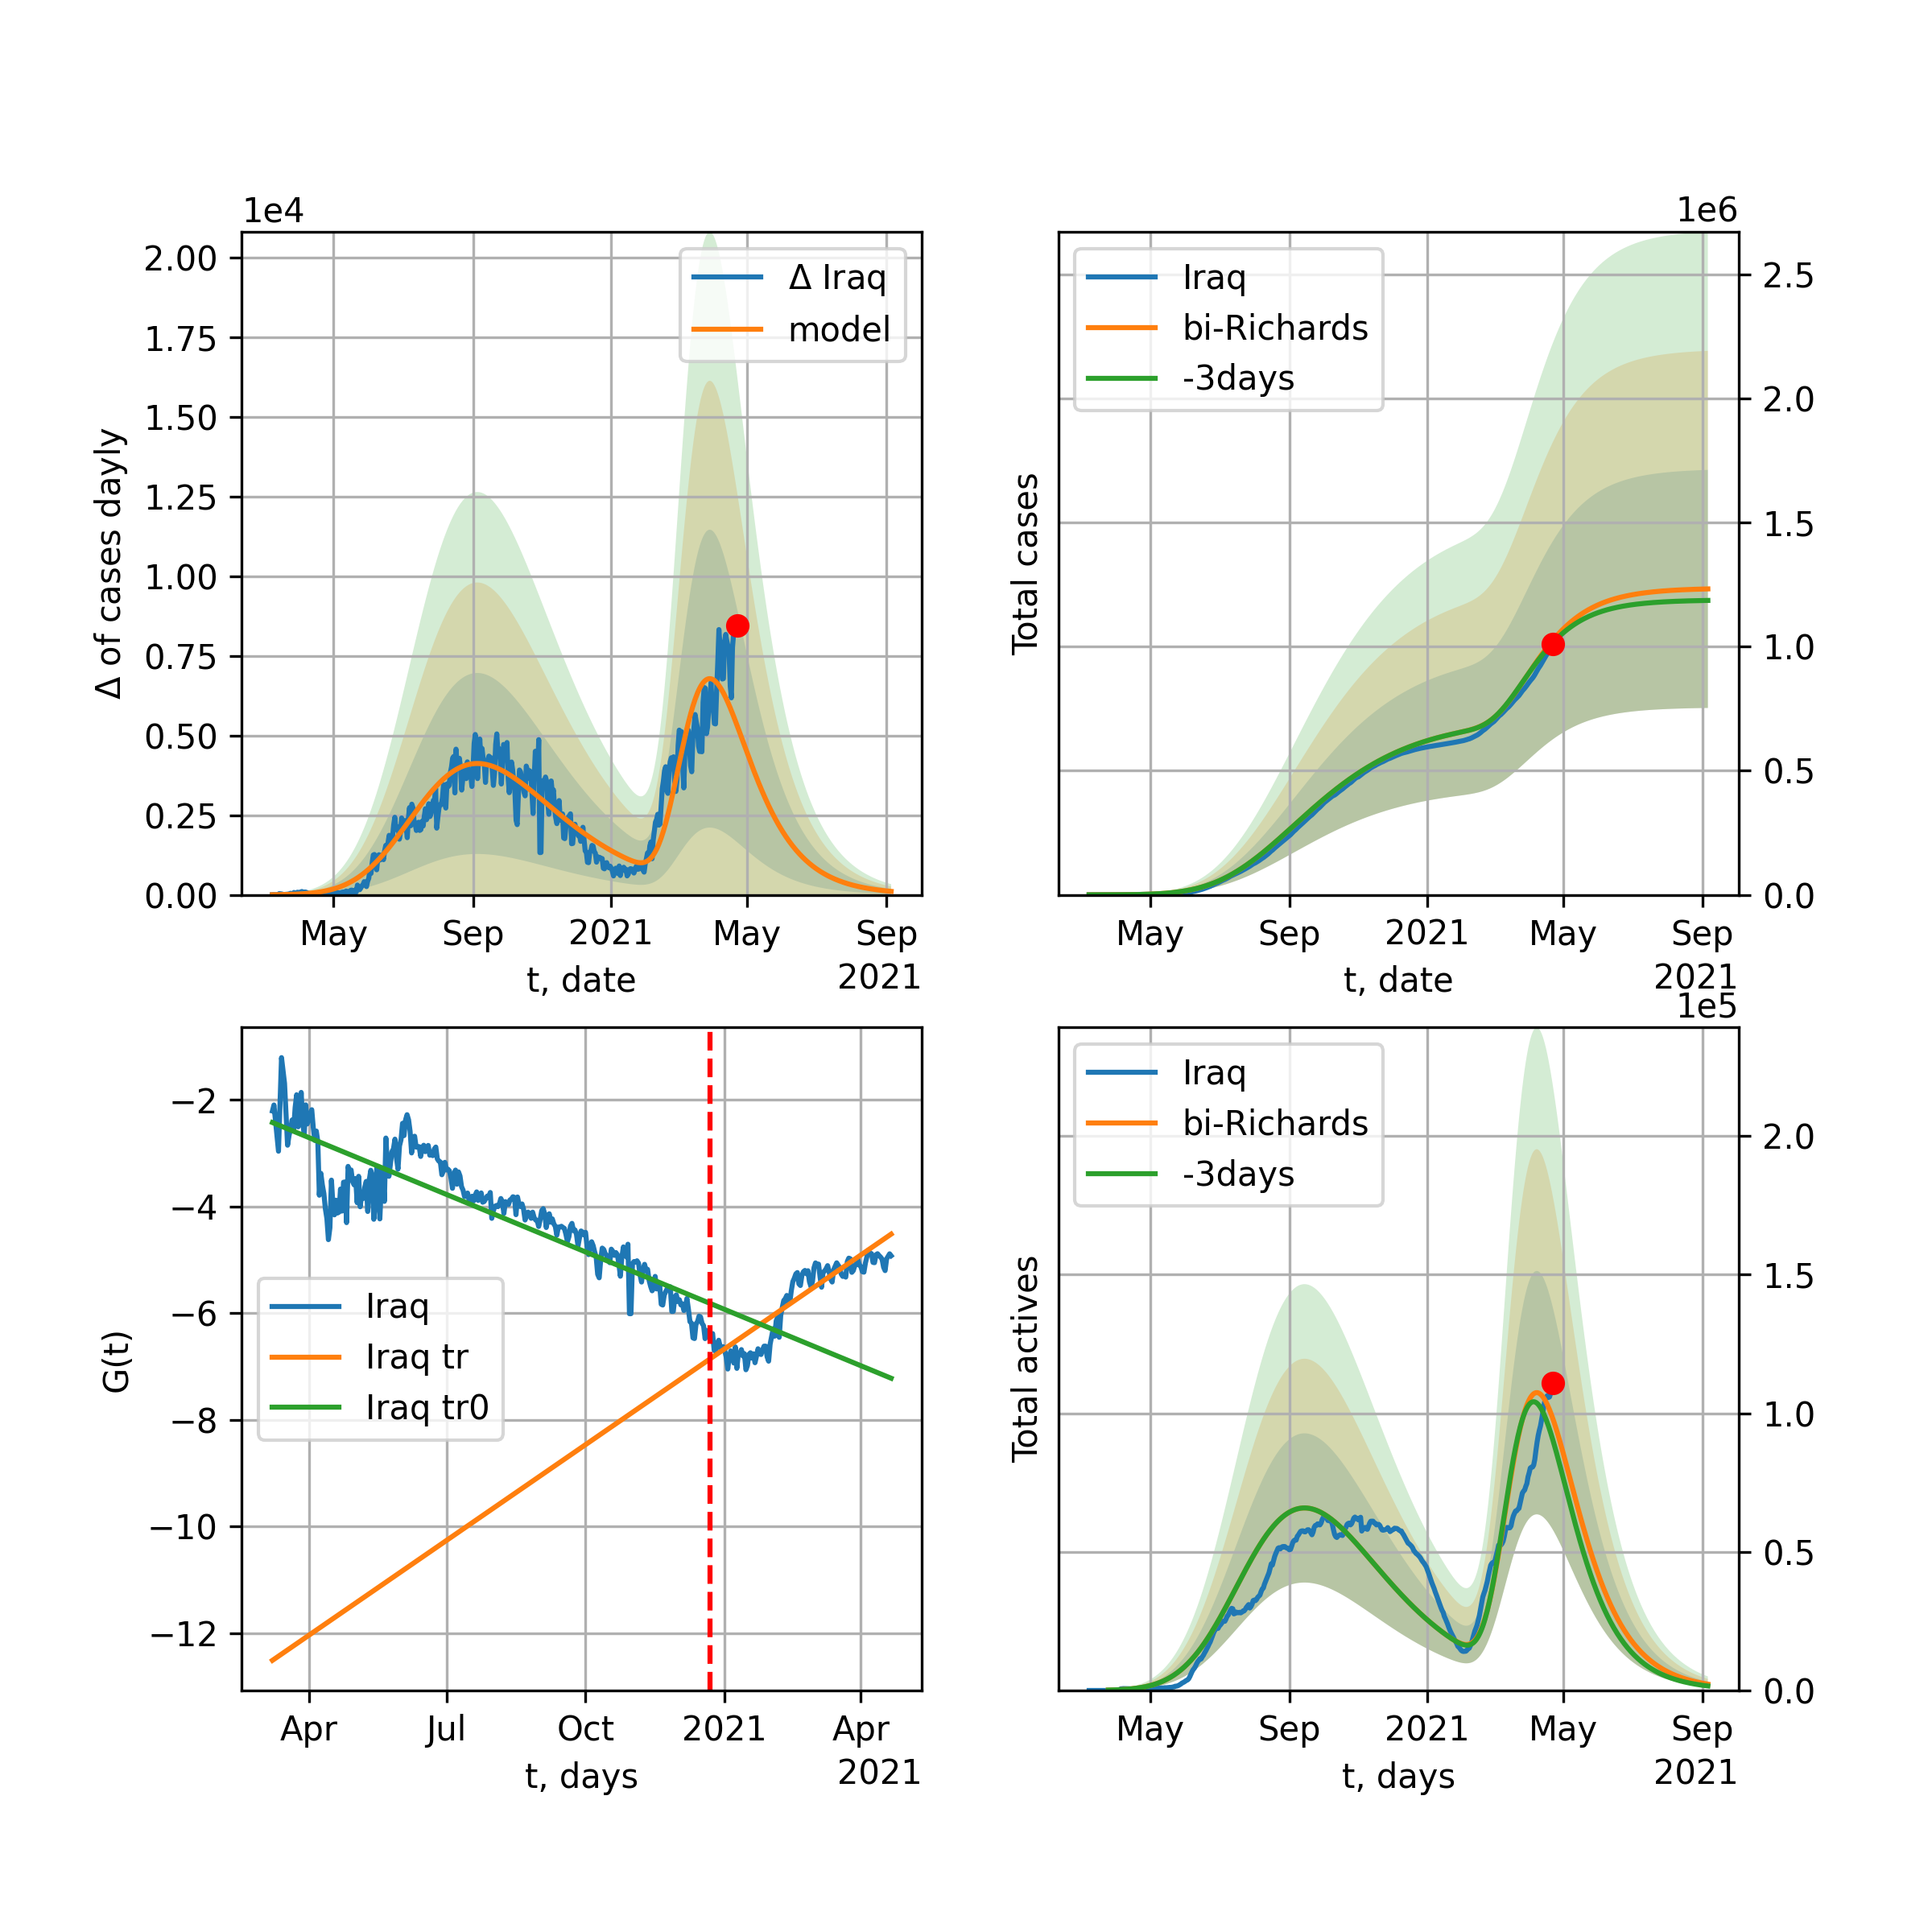 1e4
2.00
1.75
1.50
1.25
1.00
0.75
0.50
0.25
0.00
Δ of cases dayly
Δ Iraq
model
May Sep 2021 May Sep
2021
t, date
1e6
2.5
2.0
1.5
1.0
0.5
0.0
Total cases
Iraq
bi-Richards
-3days
May Sep 2021 May Sep
2021
t, date
−2
−4
−6
−8
−10
−12
G(t)
Iraq
Iraq tr
Iraq tr0
Apr Jul Oct 2021 Apr
2021
t, days
1e5
2.0
1.5
1.0
0.5
0.0
Total actives
Iraq
bi-Richards
-3days
May Sep 2021 May Sep
2021
t, days